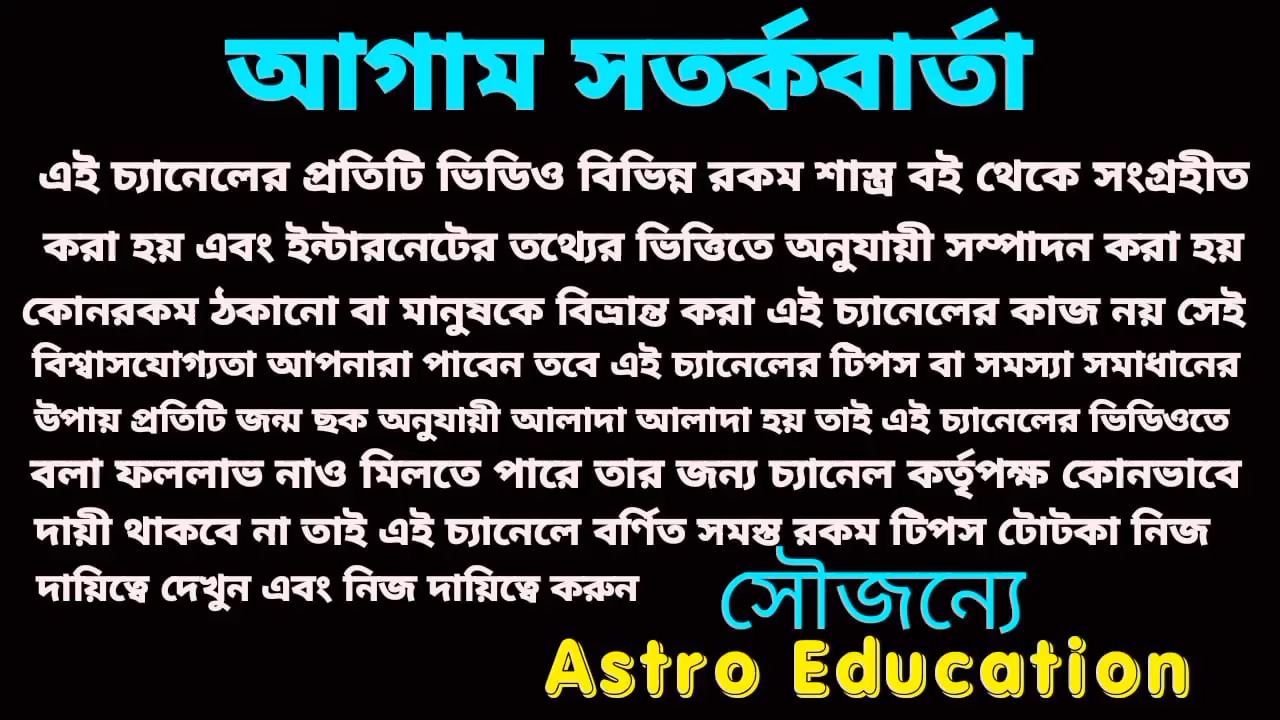 আগাম সতর্কবার্তা
এই চ্যানেলের প্রতিটি ভিডিও বিভিন্ন রকম শাস্ত্র বই থেকে সংগ্রহীত
করা হয় এবং ইন্টারনেটের তথ্যের ভিত্তিতে অনুযায়ী সম্পাদন করা হয়
কোনরকম ঠকানো বা মানুষকে বিভ্রান্ত করা এই চ্যানেলের কাজ নয় সেই
বিশ্বাসযোগ্যতা আপনারা পাবেন তবে এই চ্যানেলের টিপস বা সমস্যা সমাধানের
উপায় প্রতিটি জন্ম ছক অনুযায়ী আলাদা আলাদা হয় তাই এই চ্যানেলের ভিডিওতে
বলা ফললাভ নাও মিলতে পারে তার জন্য চ্যানেল কর্তৃপক্ষ কোনভাবে
দায়ী থাকবে না তাই এই চ্যানেলে বর্ণিত সমস্ত রকম টিপস টোটকা নিজ
দায়িত্বে দেখুন এবং নিজ দায়িত্বে করুন
সৌজন্যে
Astro Education